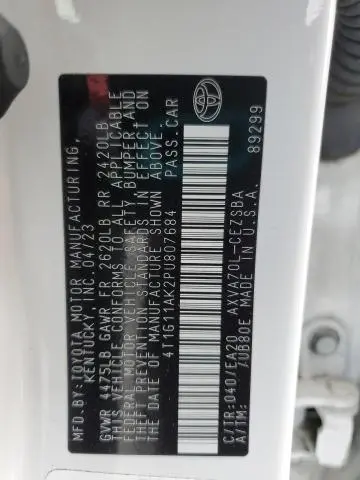 MFD. BY: TOYOTA MOTOR MANUFACTURING,
KENTUCKY, INC. 04/23
GVWR 4475LB GAWR FR 2620LB RR 2420LB
THIS VEHICLE CONFORMS TO ALL APPLICABLE
FEDERAL MOTOR VEHICLE SAFETY, BUMPER AND
THEFT PREVENTION STANDARDS IN EFFECT ON
THE DATE OF MANUFACTURE SHOWN ABOVE.
4T1G11AK2PU807684 PASS.CAR
C/TR:040/EA20 AXVA70L-CEZSBA
A/TM: /UB80E MADE IN U.S.A. 89299